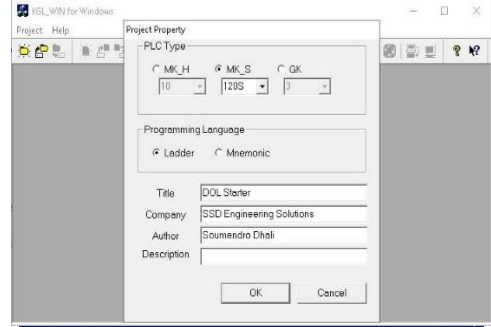 KGL_WIN for Windows
Project Help
Project Property
PLC Type
MK_H MK_S GK
10 120S 3
Programming Language
Ladder Mnemonic
Title DOL Starter
Company SSD Engineering Solutions
Author Soumendro Dhali
Description
OK Cancel